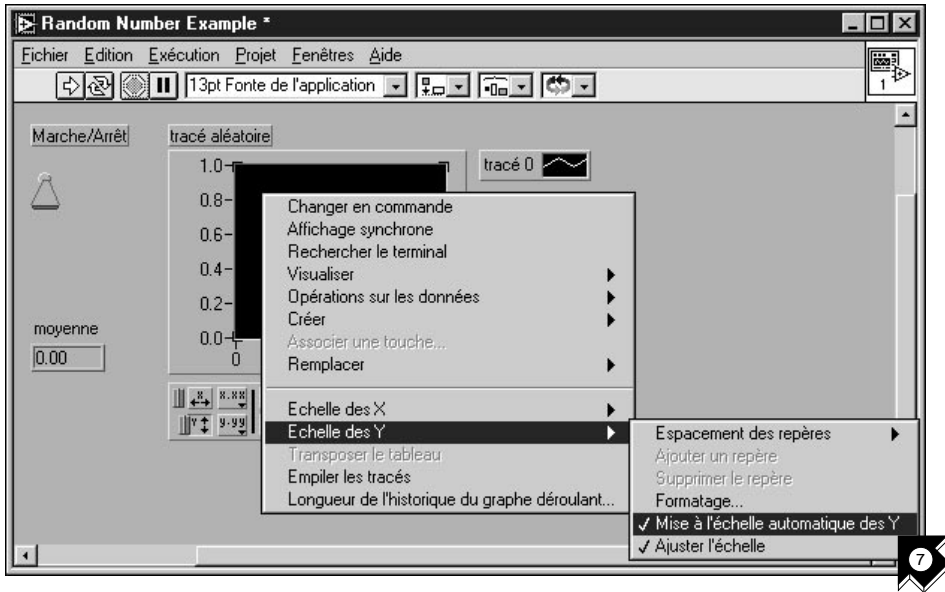 Random Number Example *
Fichier Edition Exécution Projet Fenêtres Aide
13pt Fonte de l'application
1
Marche/Arrêt
tracé aléatoire
tracé 0
1.0
0.8
0.6
0.4
0.2
0.0
0
moyenne
0.00
X X.XX
Y Y.YY
Changer en commande
Affichage synchrone
Rechercher le terminal
Visualiser
Opérations sur les données
Créer
Associer une touche...
Remplacer
Echelle des X
Echelle des Y
Transposer le tableau
Empiler les tracés
Longueur de l'historique du graphe déroulant...
Espacement des repères
Ajouter un repère
Supprimer le repère
Formatage...
✓ Mise à l'échelle automatique des Y
✓ Ajuster l'échelle
7